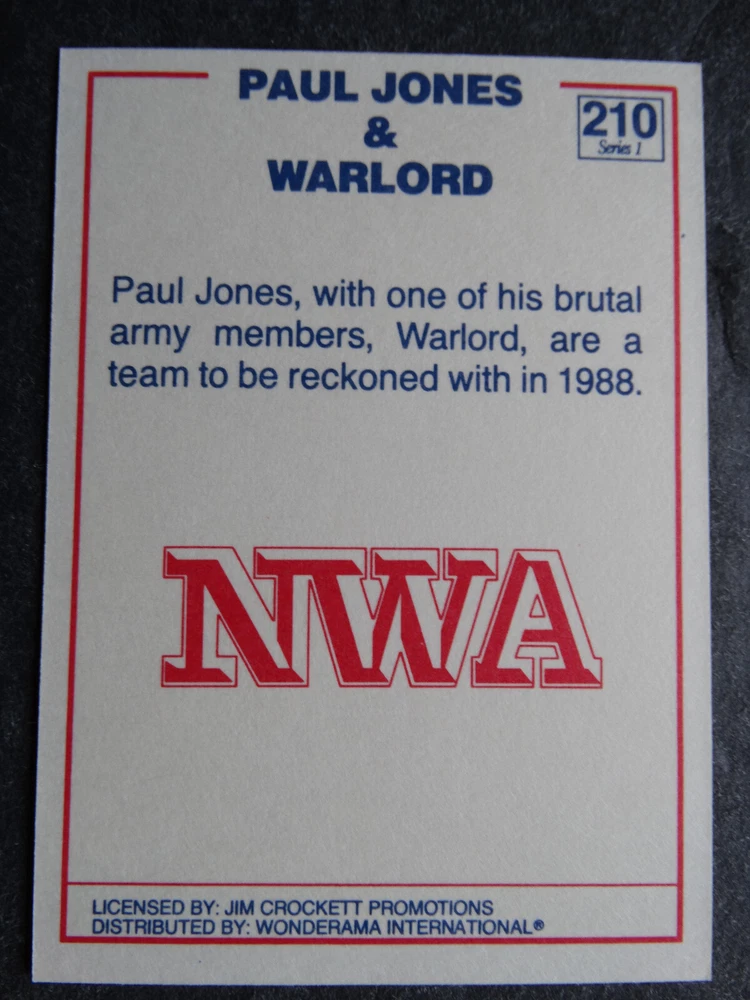 PAUL JONES
&
WARLORD
210
Series 1
Paul Jones, with one of his brutal
army members, Warlord, are a
team to be reckoned with in 1988.
NWA
LICENSED BY: JIM CROCKETT PROMOTIONS
DISTRIBUTED BY: WONDERAMA INTERNATIONAL®